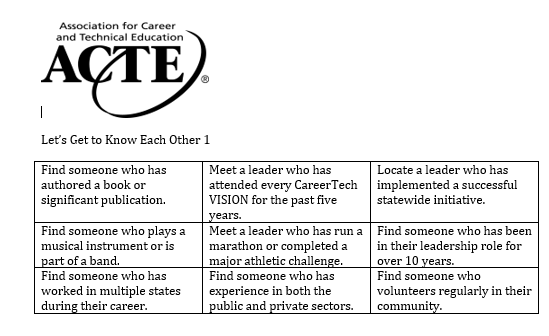 Association for Career
and Technical Education
ACTE®
Let's Get to Know Each Other 1
Find someone who has
authored a book or
significant publication.
Meet a leader who has
attended every CareerTech
VISION for the past five
years.
Locate a leader who has
implemented a successful
statewide initiative.
Find someone who plays a
musical instrument or is
part of a band.
Meet a leader who has run a
marathon or completed a
major athletic challenge.
Find someone who has been
in their leadership role for
over 10 years.
Find someone who has
worked in multiple states
during their career.
Find someone who has
experience in both the
public and private sectors.
Find someone who
volunteers regularly in their
community.